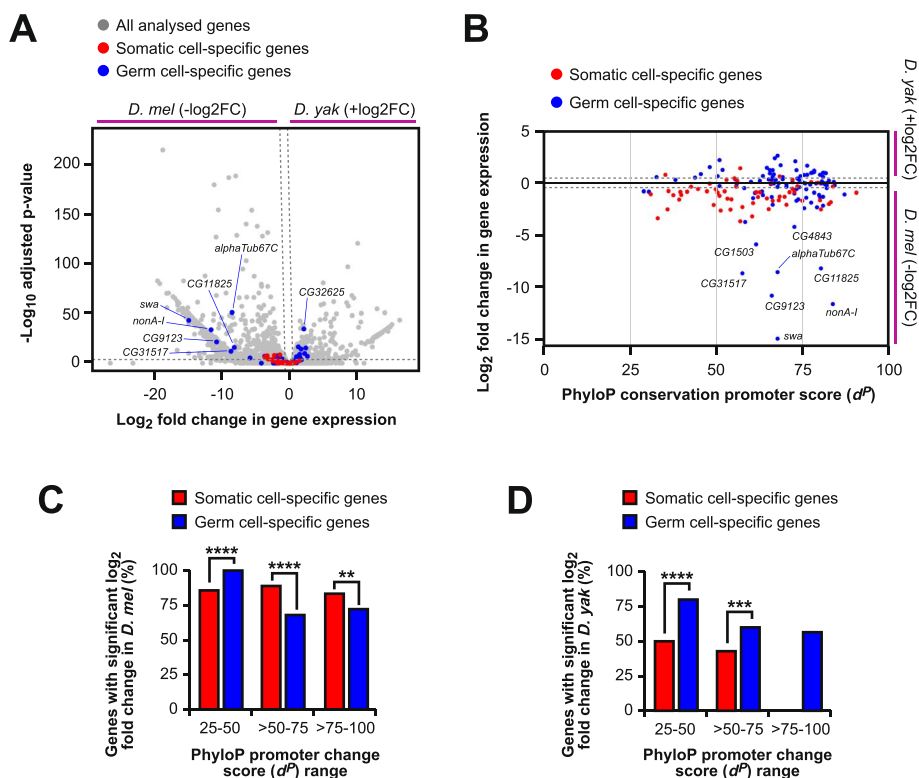 A
All analysed genes
Somatic cell-specific genes
Germ cell-specific genes
D. mel (-log2FC)
D. yak (+log2FC)
-Log10 adjusted p-value
200
150
100
50
0
alphaTub67C
CG11825
CG32625
swa
nonA-I
CG9123
CG31517
-20
-10
0
10
Log2 fold change in gene expression
B
Somatic cell-specific genes
Germ cell-specific genes
Log2 fold change in gene expression
5
0
-5
-10
-15
CG4843
CG1503
alphaTub67C
CG31517
CG11825
CG9123
nonA-I
swa
0
25
50
75
100
PhyloP conservation promoter score (dP)
D. yak (+log2FC)
D. mel (-log2FC)
C
Somatic cell-specific genes
Germ cell-specific genes
Genes with significant log2
fold change in D. mel (%)
100
75
50
25
0
****
****
**
25-50
>50-75
>75-100
PhyloP promoter change
score (dP) range
D
Somatic cell-specific genes
Germ cell-specific genes
Genes with significant log2
fold change in D. yak (%)
100
75
50
25
0
****
***
25-50
>50-75
>75-100
PhyloP promoter change
score (dP) range